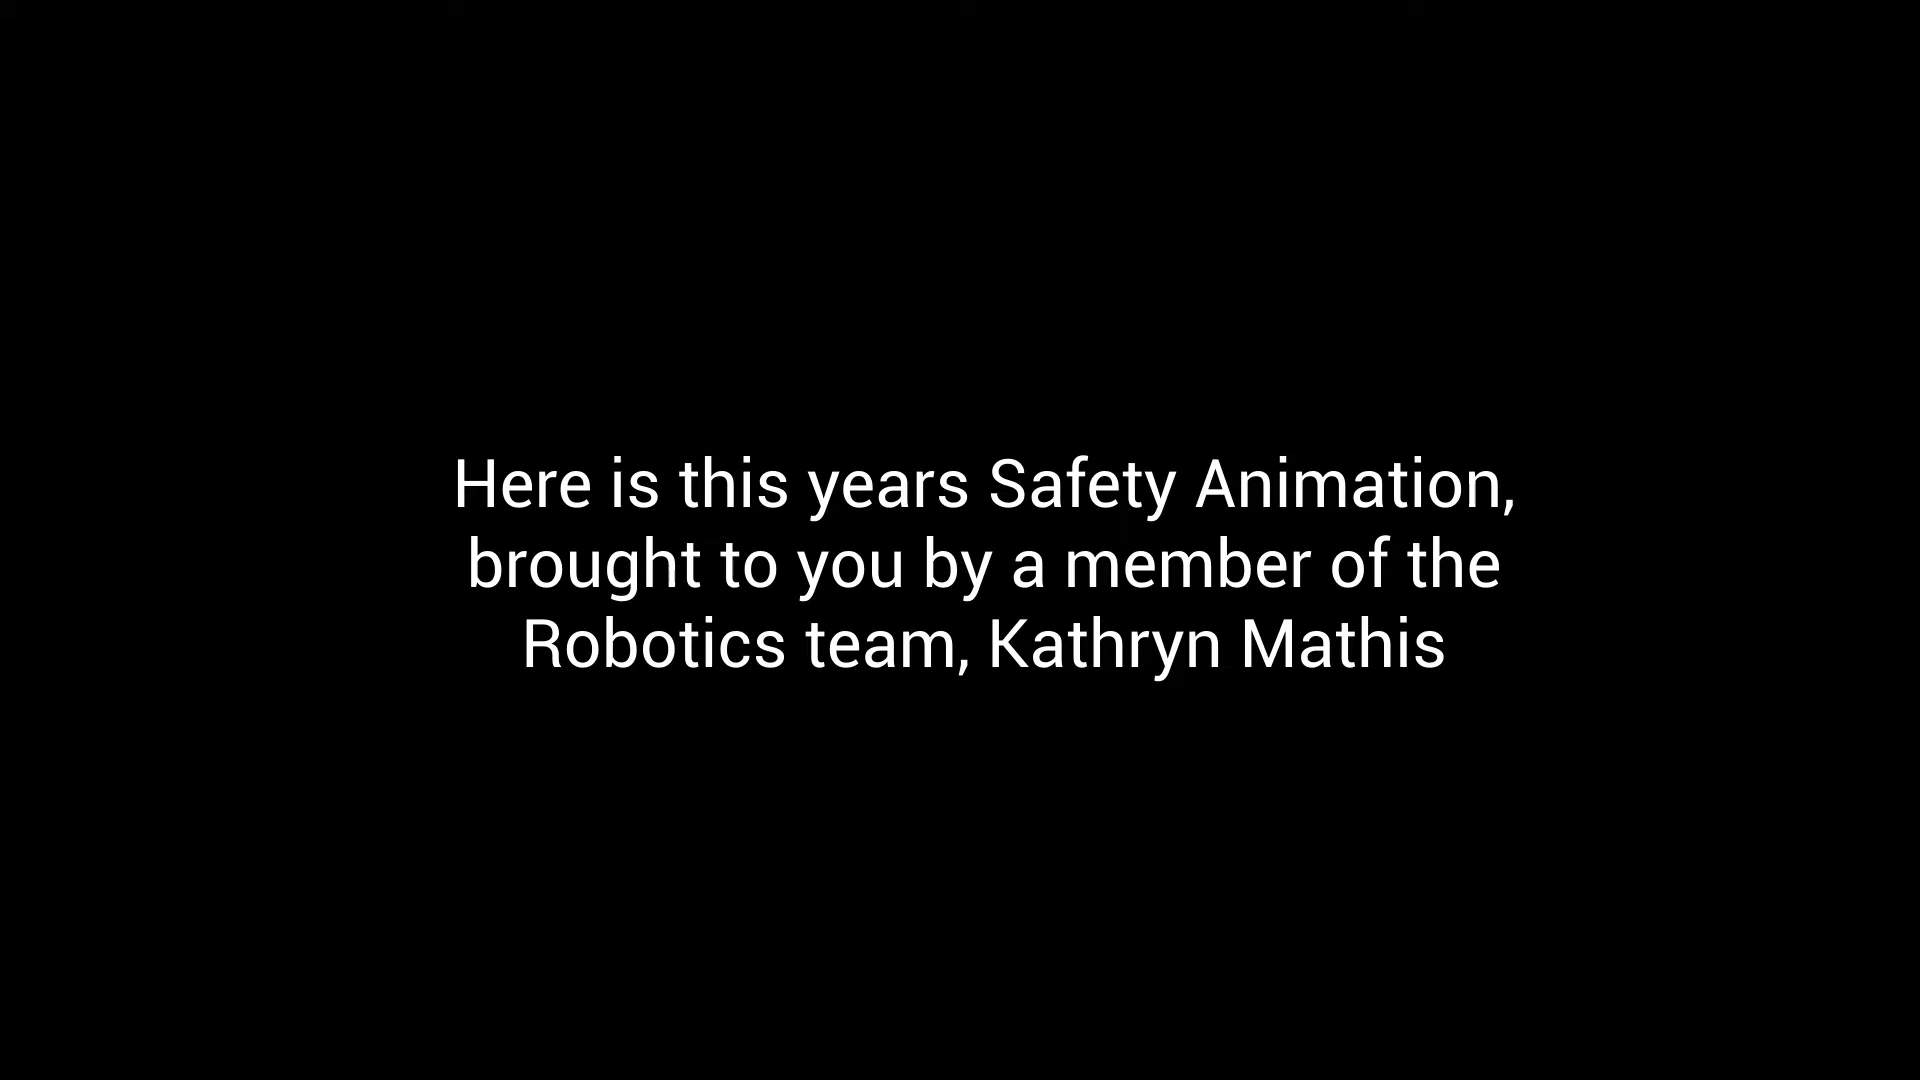 Here is this years Safety Animation,
brought to you by a member of the
Robotics team, Kathryn Mathis